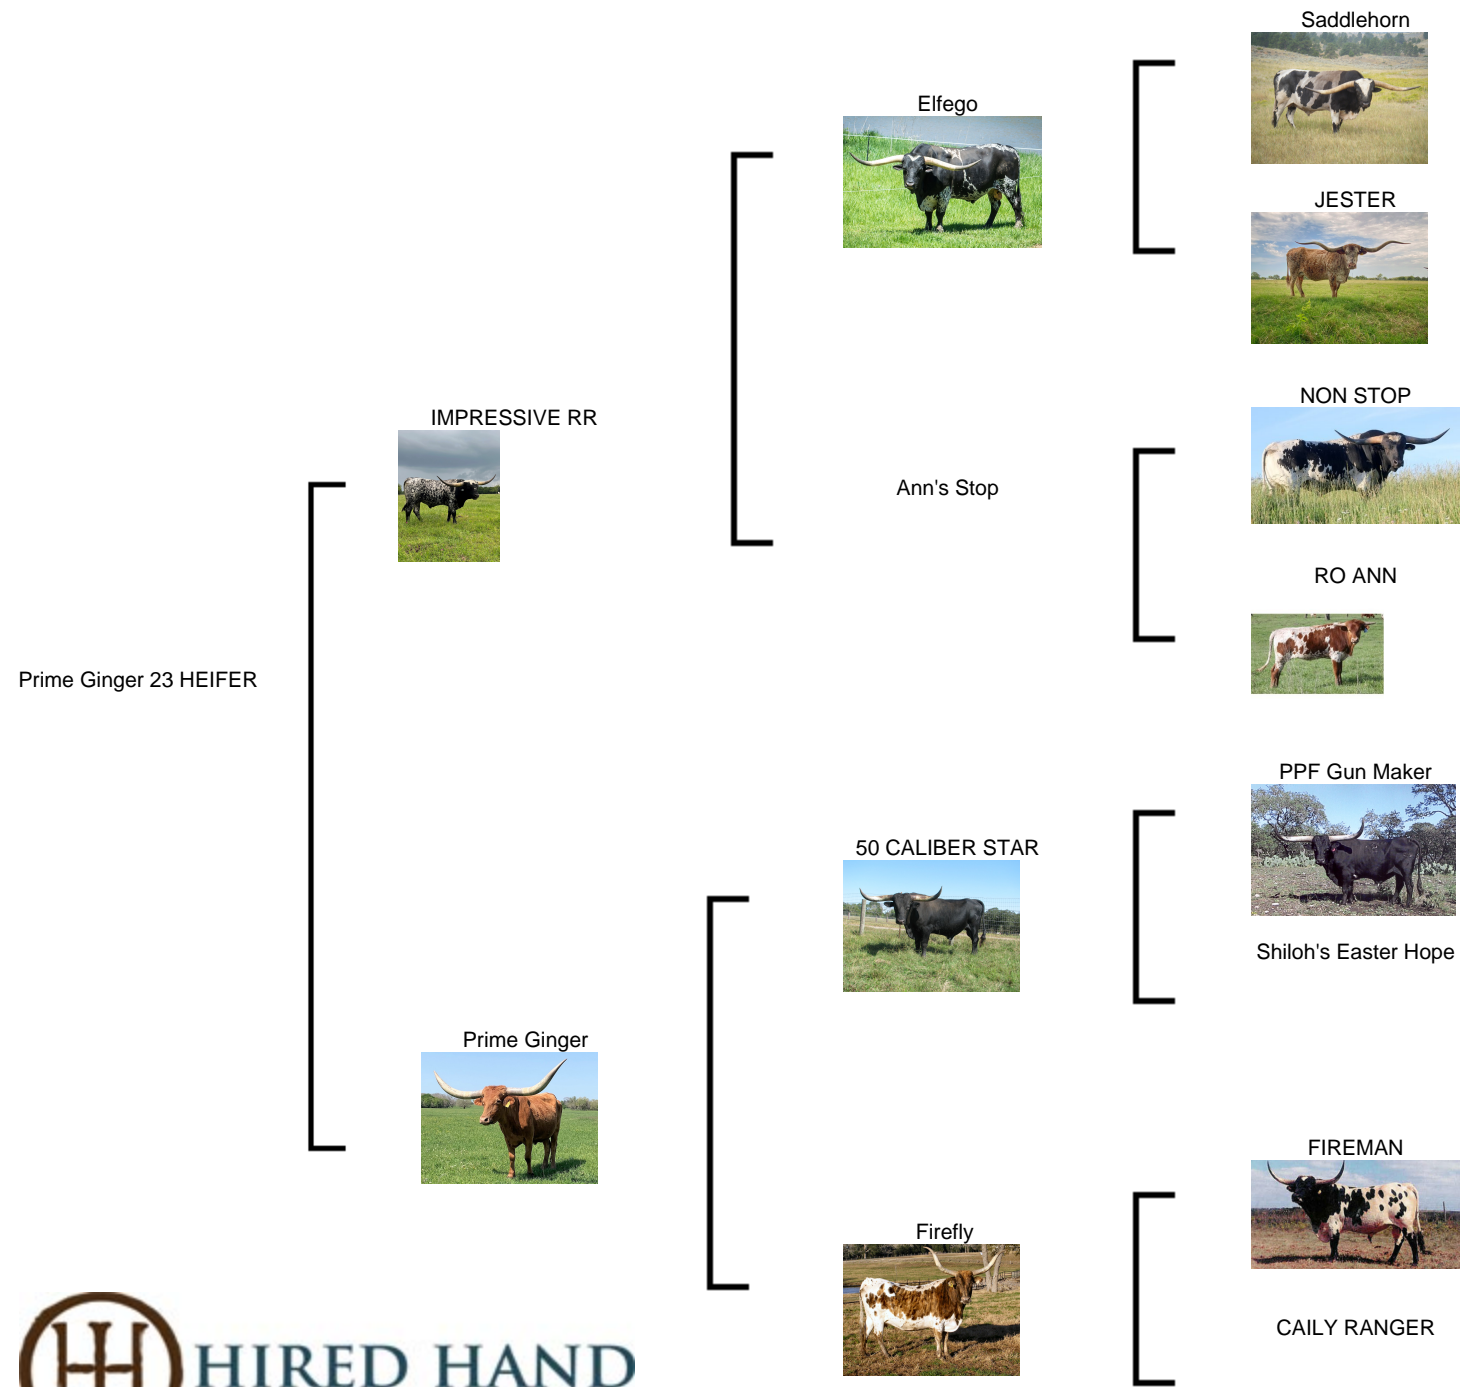 Saddlehorn
Elfego
JESTER
NON STOP
IMPRESSIVE RR
Ann's Stop
RO ANN
Prime Ginger 23 HEIFER
PPF Gun Maker
50 CALIBER STAR
Shiloh's Easter Hope
Prime Ginger
FIREMAN
Firefly
CAILY RANGER
HIRED HAND